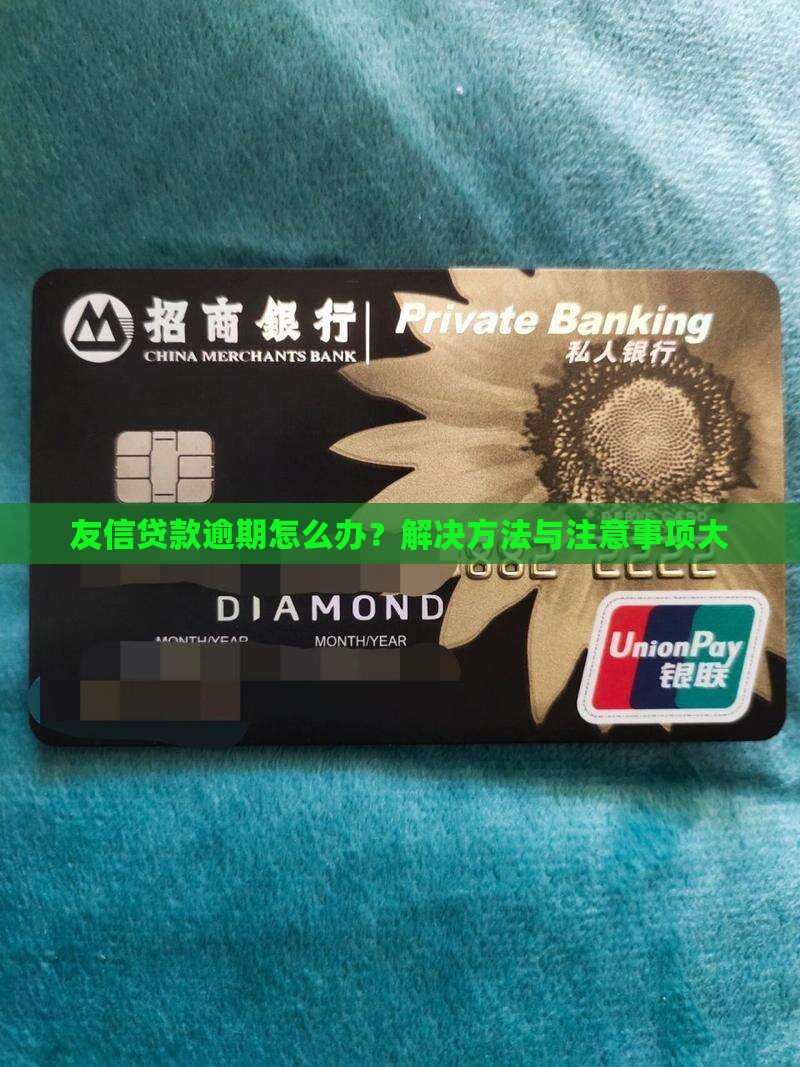 招商银行
CHINA MERCHANTS BANK
Private Banking
私人银行
友信贷款逾期怎么办？解决方法与注意事项大
882 2222
DIAMOND
MONTH/YEAR
MONTH/YEAR
UnionPay
银联